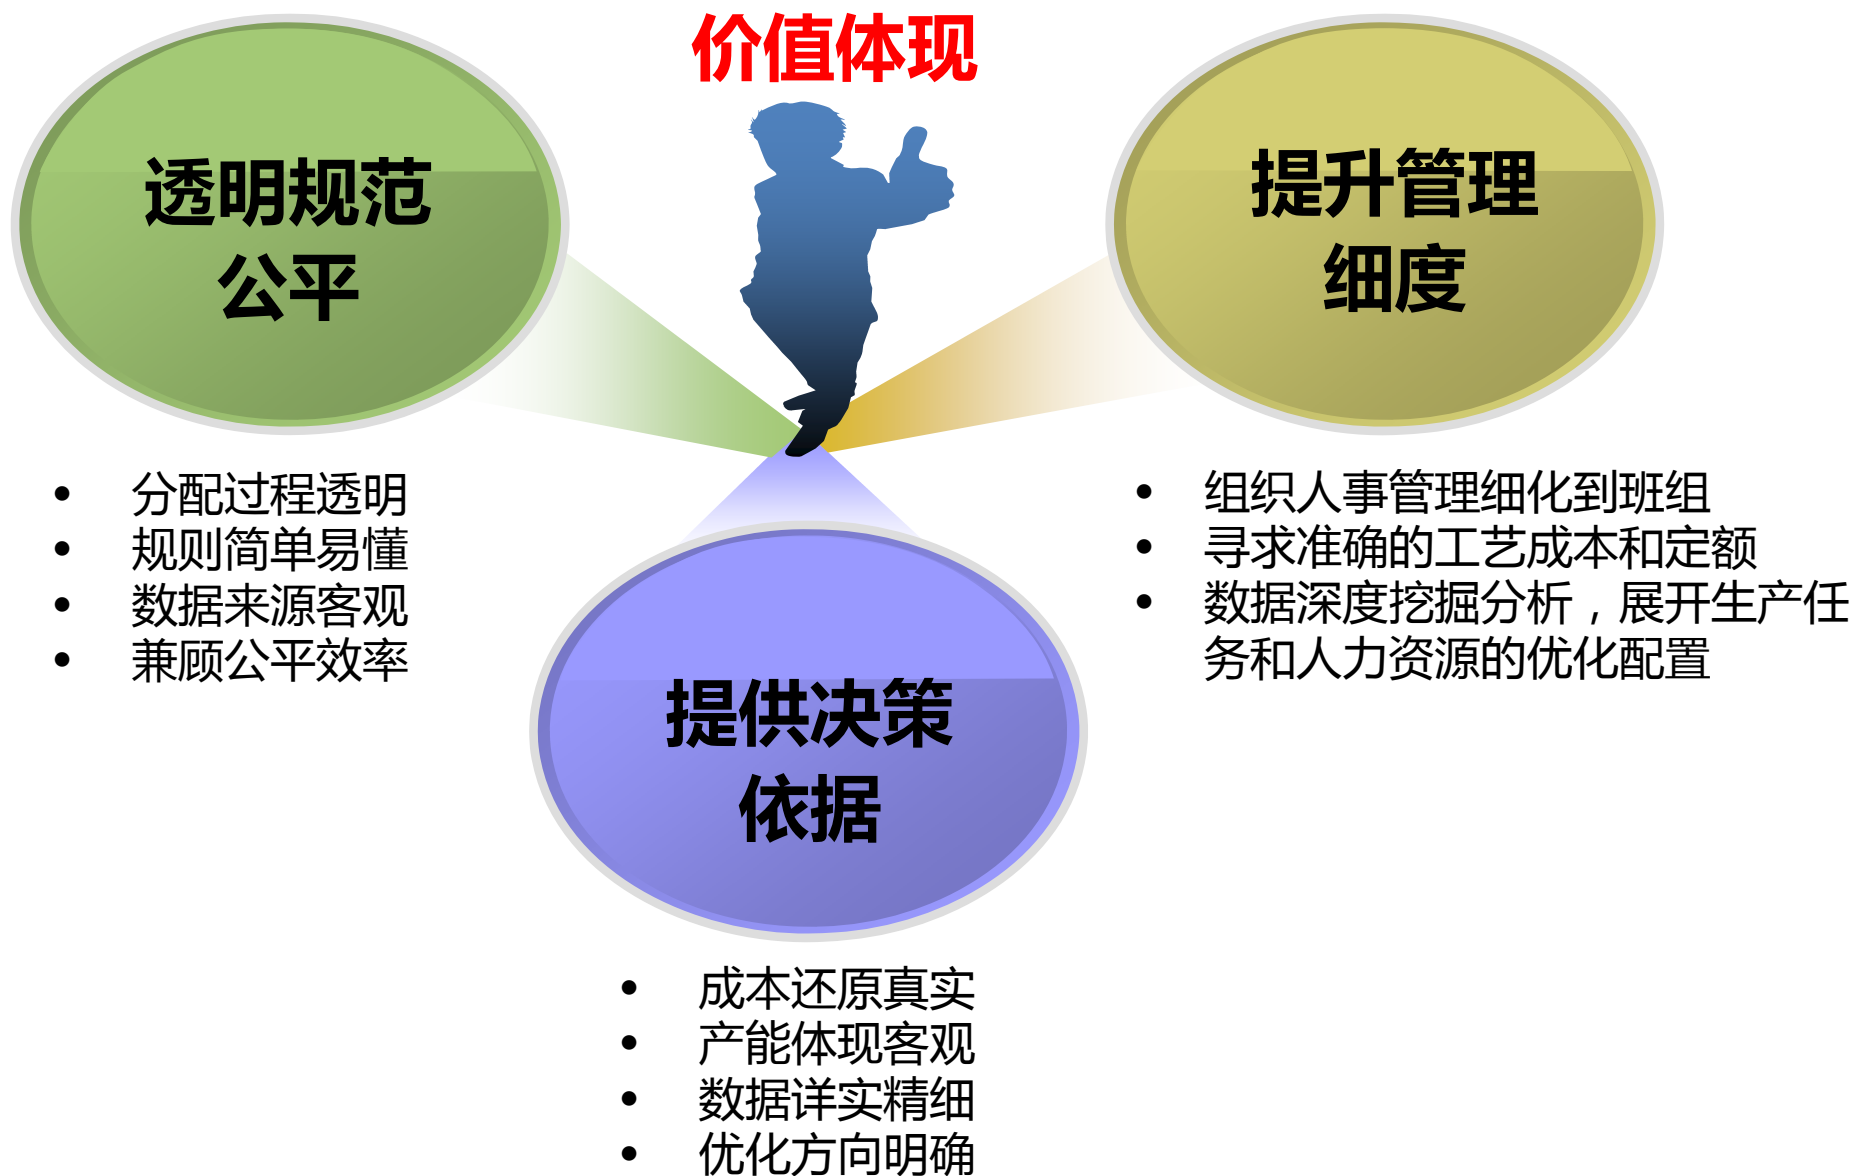 价值体现
透明规范
公平
• 分配过程透明
• 规则简单易懂
• 数据来源客观
• 兼顾公平效率
提升管理
细度
• 组织人事管理细化到班组
• 寻求准确的工艺成本和定额
• 数据深度挖掘分析，展开生产任
务和人力资源的优化配置
提供决策
依据
• 成本还原真实
• 产能体现客观
• 数据详实精细
• 优化方向明确